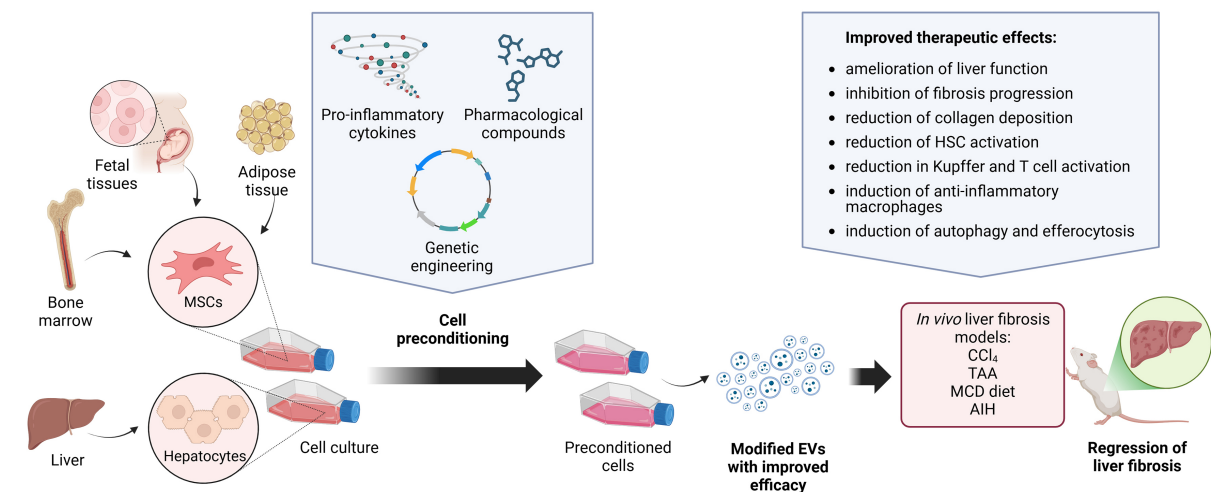 Fetal
tissues
Adipose
tissue
Bone
marrow
MSCs
Liver
Hepatocytes
Cell culture
Pro-inflammatory
cytokines
Pharmacological
compounds
Genetic
engineering
Cell
preconditioning
Preconditioned
cells
Modified EVs
with improved
efficacy
Improved therapeutic effects:
• amelioration of liver function
• inhibition of fibrosis progression
• reduction of collagen deposition
• reduction of HSC activation
• reduction in Kupffer and T cell activation
• induction of anti-inflammatory
macrophages
• induction of autophagy and efferocytosis
In vivo liver fibrosis
models:
CCl₄
TAA
MCD diet
AIH
Regression of
liver fibrosis